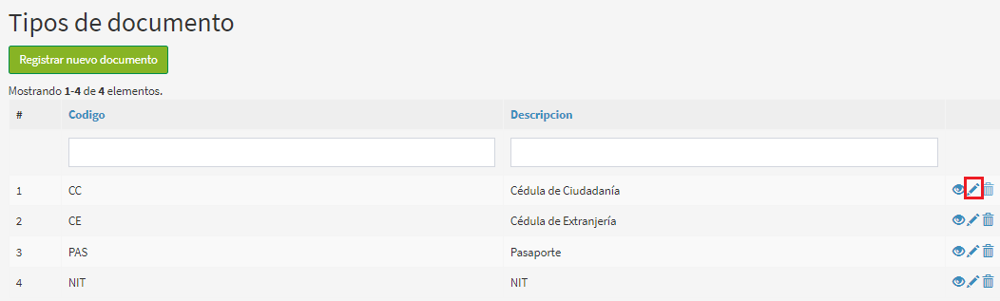 Tipos de documento
Registrar nuevo documento
Mostrando 1-4 de 4 elementos.
# Codigo Descripcion
1 CC Cédula de Ciudadanía
2 CE Cédula de Extranjería
3 PAS Pasaporte
4 NIT NIT